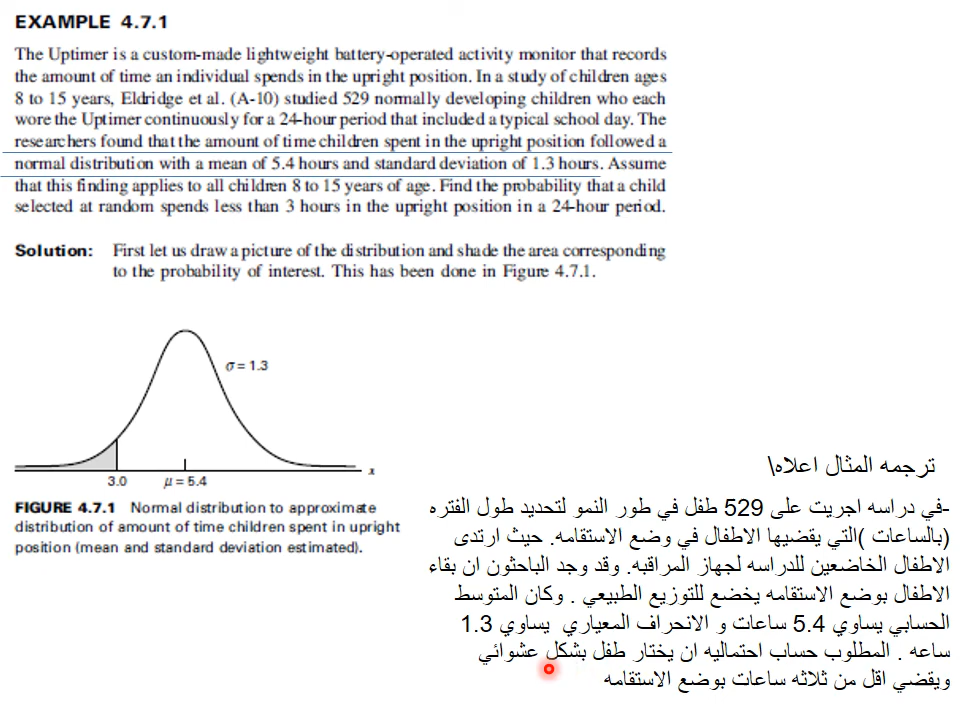 EXAMPLE 4.7.1
The Uptimer is a custom-made lightweight battery-operated activity monitor that records
the amount of time an individual spends in the upright position. In a study of children ages
8 to 15 years, Eldridge et al. (A-10) studied 529 normally developing children who each
wore the Uptimer continuously for a 24-hour period that included a typical school day. The
researchers found that the amount of time children spent in the upright position followed a
normal distribution with a mean of 5.4 hours and standard deviation of 1.3 hours. Assume
that this finding applies to all children 8 to 15 years of age. Find the probability that a child
selected at random spends less than 3 hours in the upright position in a 24-hour period.
Solution: First let us draw a picture of the distribution and shade the area corresponding
to the probability of interest. This has been done in Figure 4.7.1.
σ = 1.3
3.0 μ = 5.4 x
FIGURE 4.7.1 Normal distribution to approximate
distribution of amount of time children spent in upright
position (mean and standard deviation estimated).
ترجمه المثال اعلاه\
-في دراسه اجريت على 529 طفل في طور النمو لتحديد طول الفتره
(بالساعات )التي يقضيها الاطفال في وضع الاستقامه. حيث ارتدى
الاطفال الخاضعين للدراسه لجهاز المراقبه. وقد وجد الباحثون ان بقاء
الاطفال بوضع الاستقامه يخضع للتوزيع الطبيعي . وكان المتوسط
الحسابي يساوي 5.4 ساعات و الانحراف المعياري يساوي 1.3
ساعه . المطلوب حساب احتماليه ان يختار طفل بشكل عشوائي
ويقضي اقل من ثلاثه ساعات بوضع الاستقامه